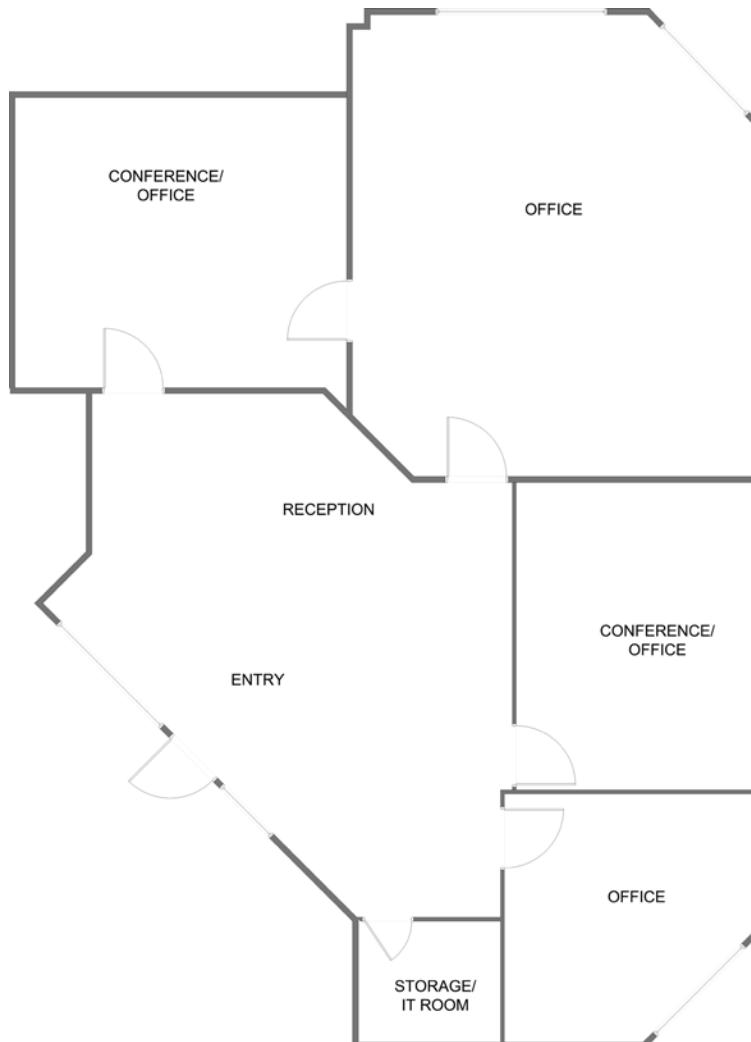 CONFERENCE/
OFFICE
OFFICE
RECEPTION
CONFERENCE/
OFFICE
ENTRY
OFFICE
STORAGE/
IT ROOM